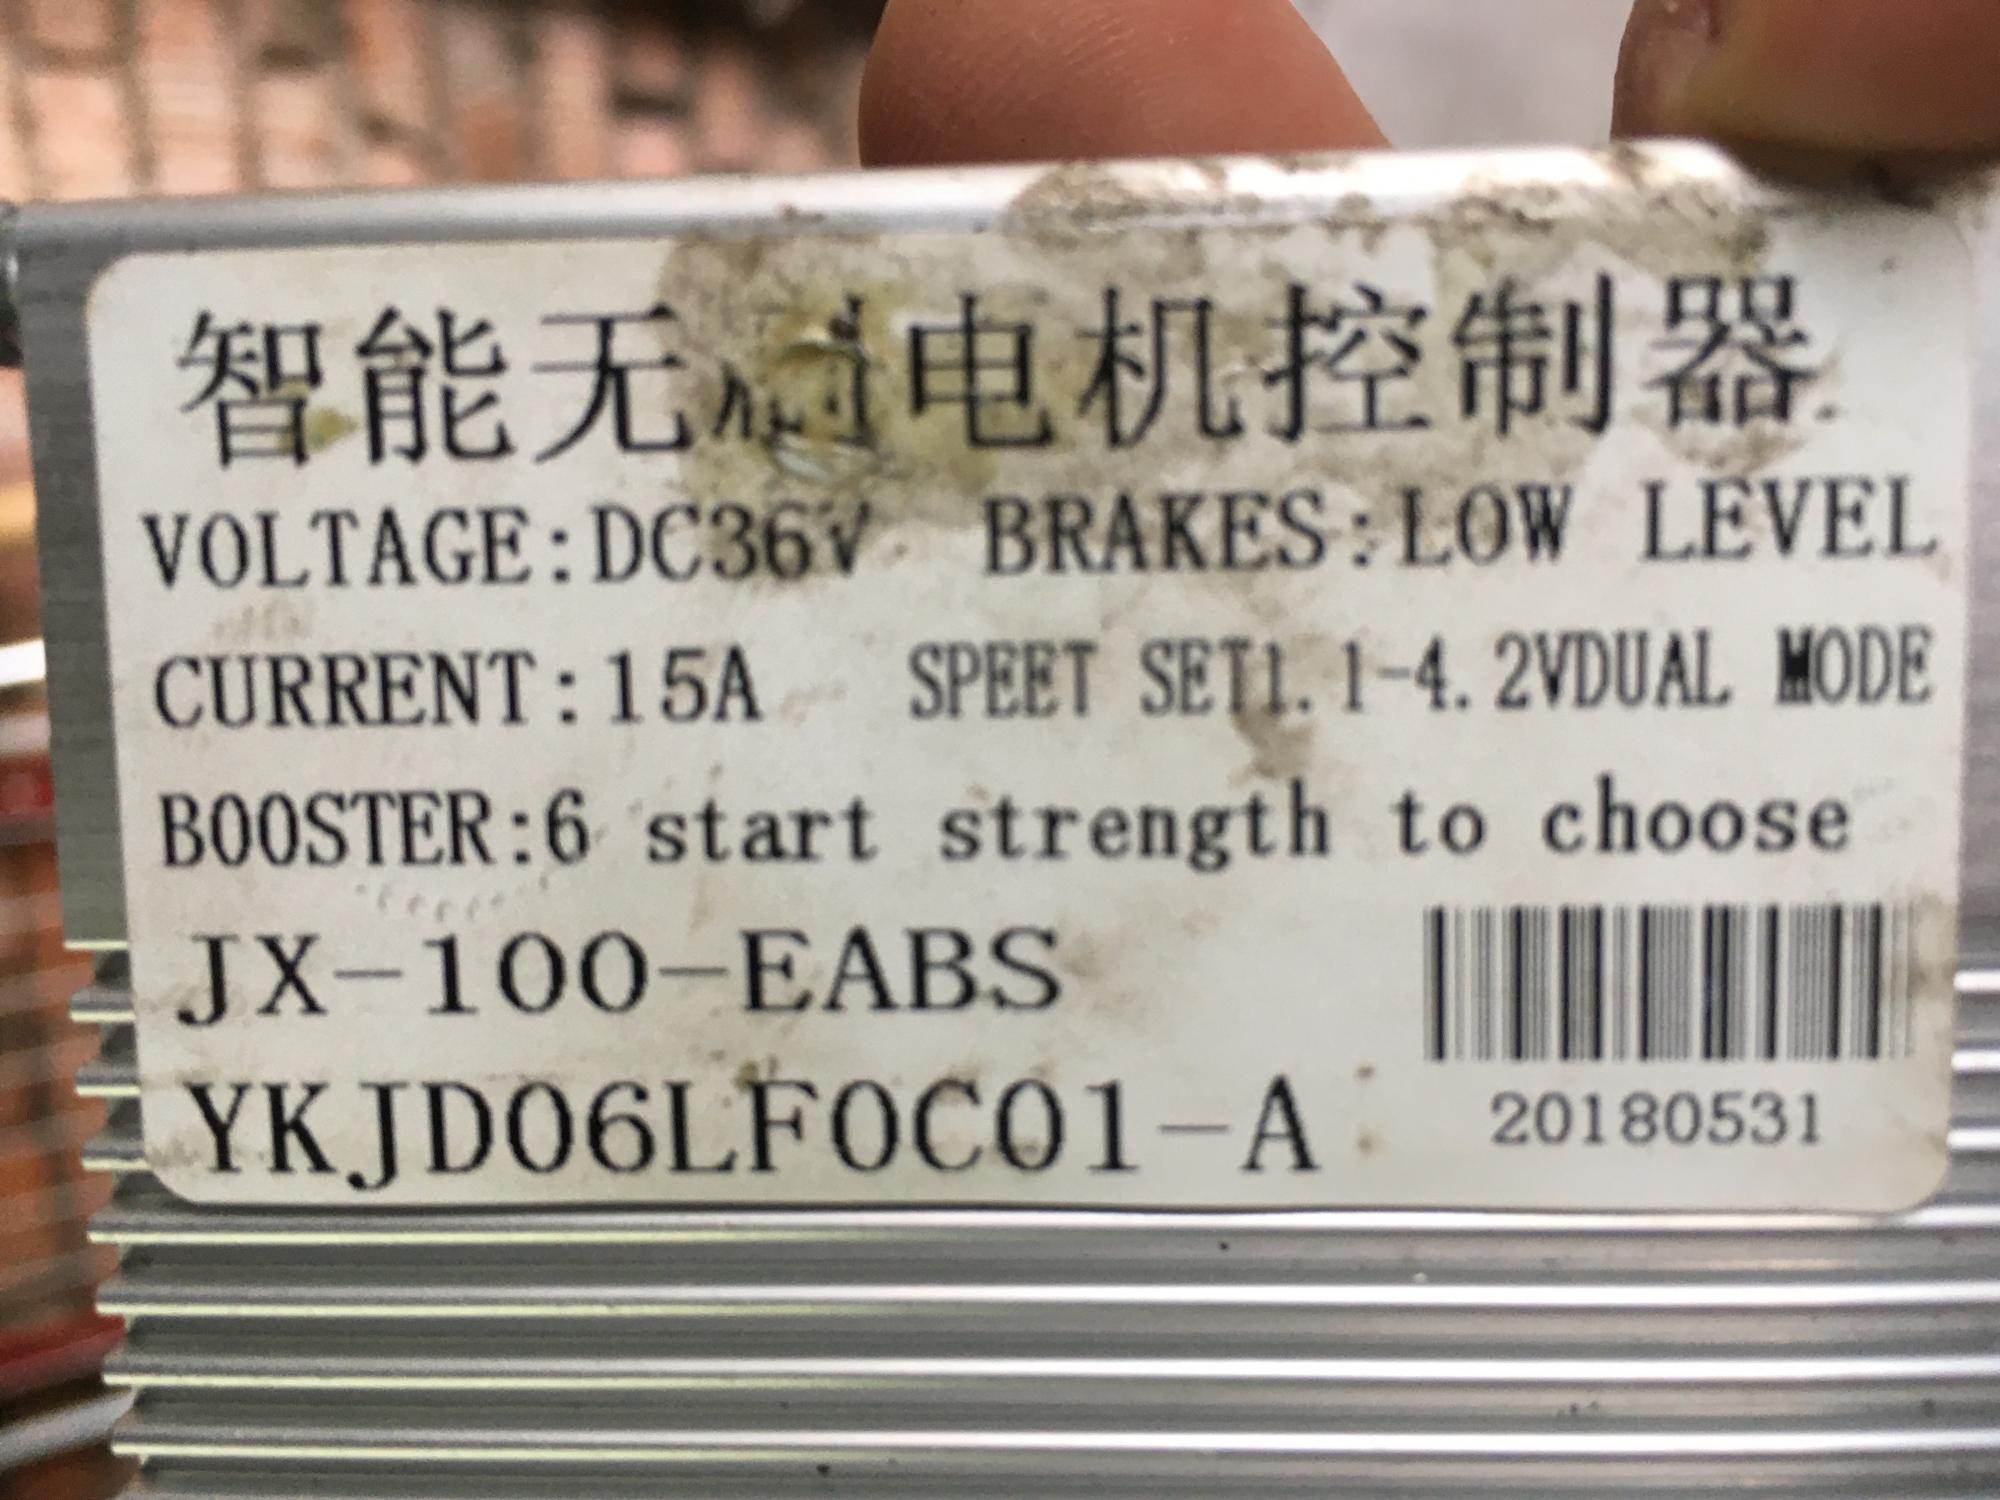 智能无刷电机控制器
VOLTAGE:DC36V BRAKES:LOW LEVEL
CURRENT:15A SPEET SET1.1-4.2VDUAL MODE
BOOSTER:6 start strength to choose
JX-100-EABS
YKJD06LF0C01-A
20180531